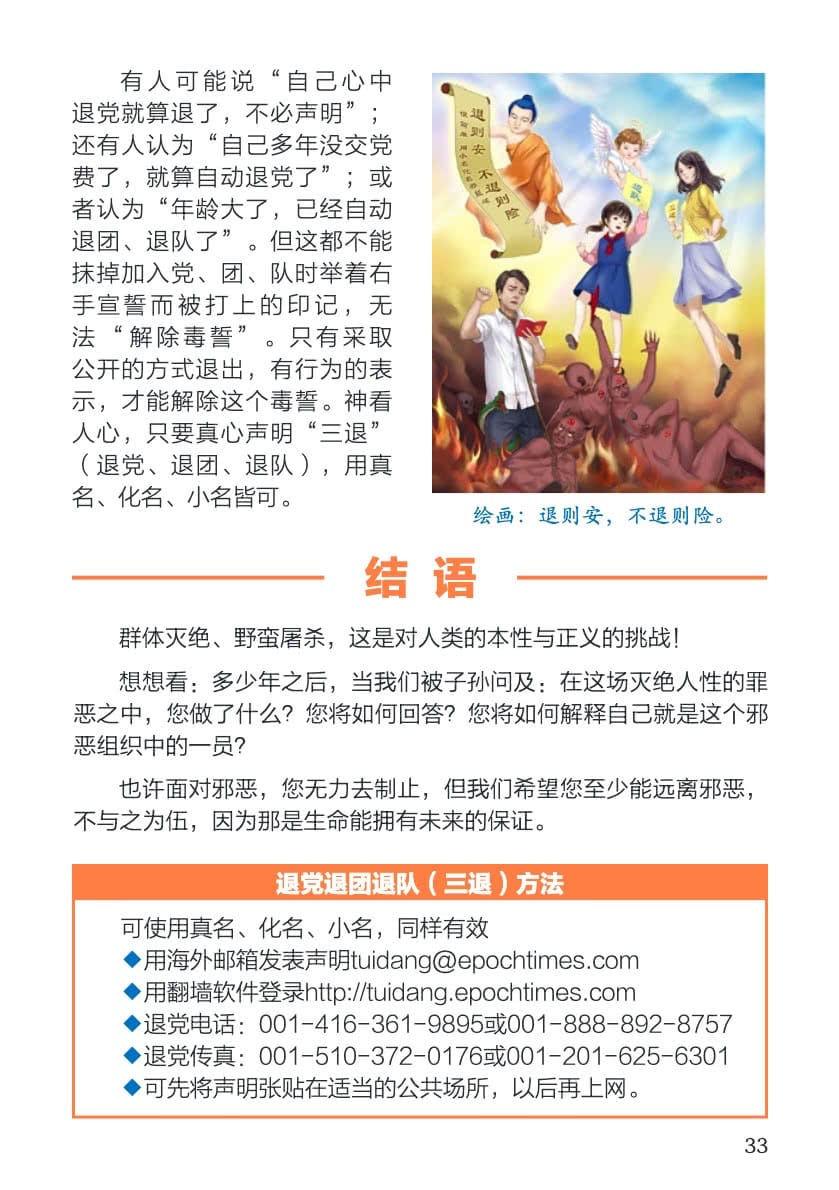 有人可能说“自己心中
退党就算退了，不必声明”；
还有人认为“自己多年没交党
费了，就算自动退党了”；或
者认为“年龄大了，已经自动
退团、退队了”。但这都不能
抹掉加入党、团、队时举着右
手宣誓而被打上的印记，无
法“解除毒誓”。只有采取
公开的方式退出，有行为的表
示，才能解除这个毒誓。神看
人心，只要真心声明“三退”
（退党、退团、退队），用真
名、化名、小名皆可。
退则安
不退则险
退队
三退
绘画：退则安，不退则险。
结 语
群体灭绝、野蛮屠杀，这是对人类的本性与正义的挑战！
想想看：多少年之后，当我们被子孙问及：在这场灭绝人性的罪
恶之中，您做了什么？您将如何回答？您将如何解释自己就是这个邪
恶组织中的一员？
也许面对邪恶，您无力去制止，但我们希望您至少能远离邪恶，
不与之为伍，因为那是生命能拥有未来的保证。
退党退团退队（三退）方法
可使用真名、化名、小名，同样有效
◆用海外邮箱发表声明tuidang@epochtimes.com
◆用翻墙软件登录http://tuidang.epochtimes.com
◆退党电话：001-416-361-9895或001-888-892-8757
◆退党传真：001-510-372-0176或001-201-625-6301
◆可先将声明张贴在适当的公共场所，以后再上网。
33